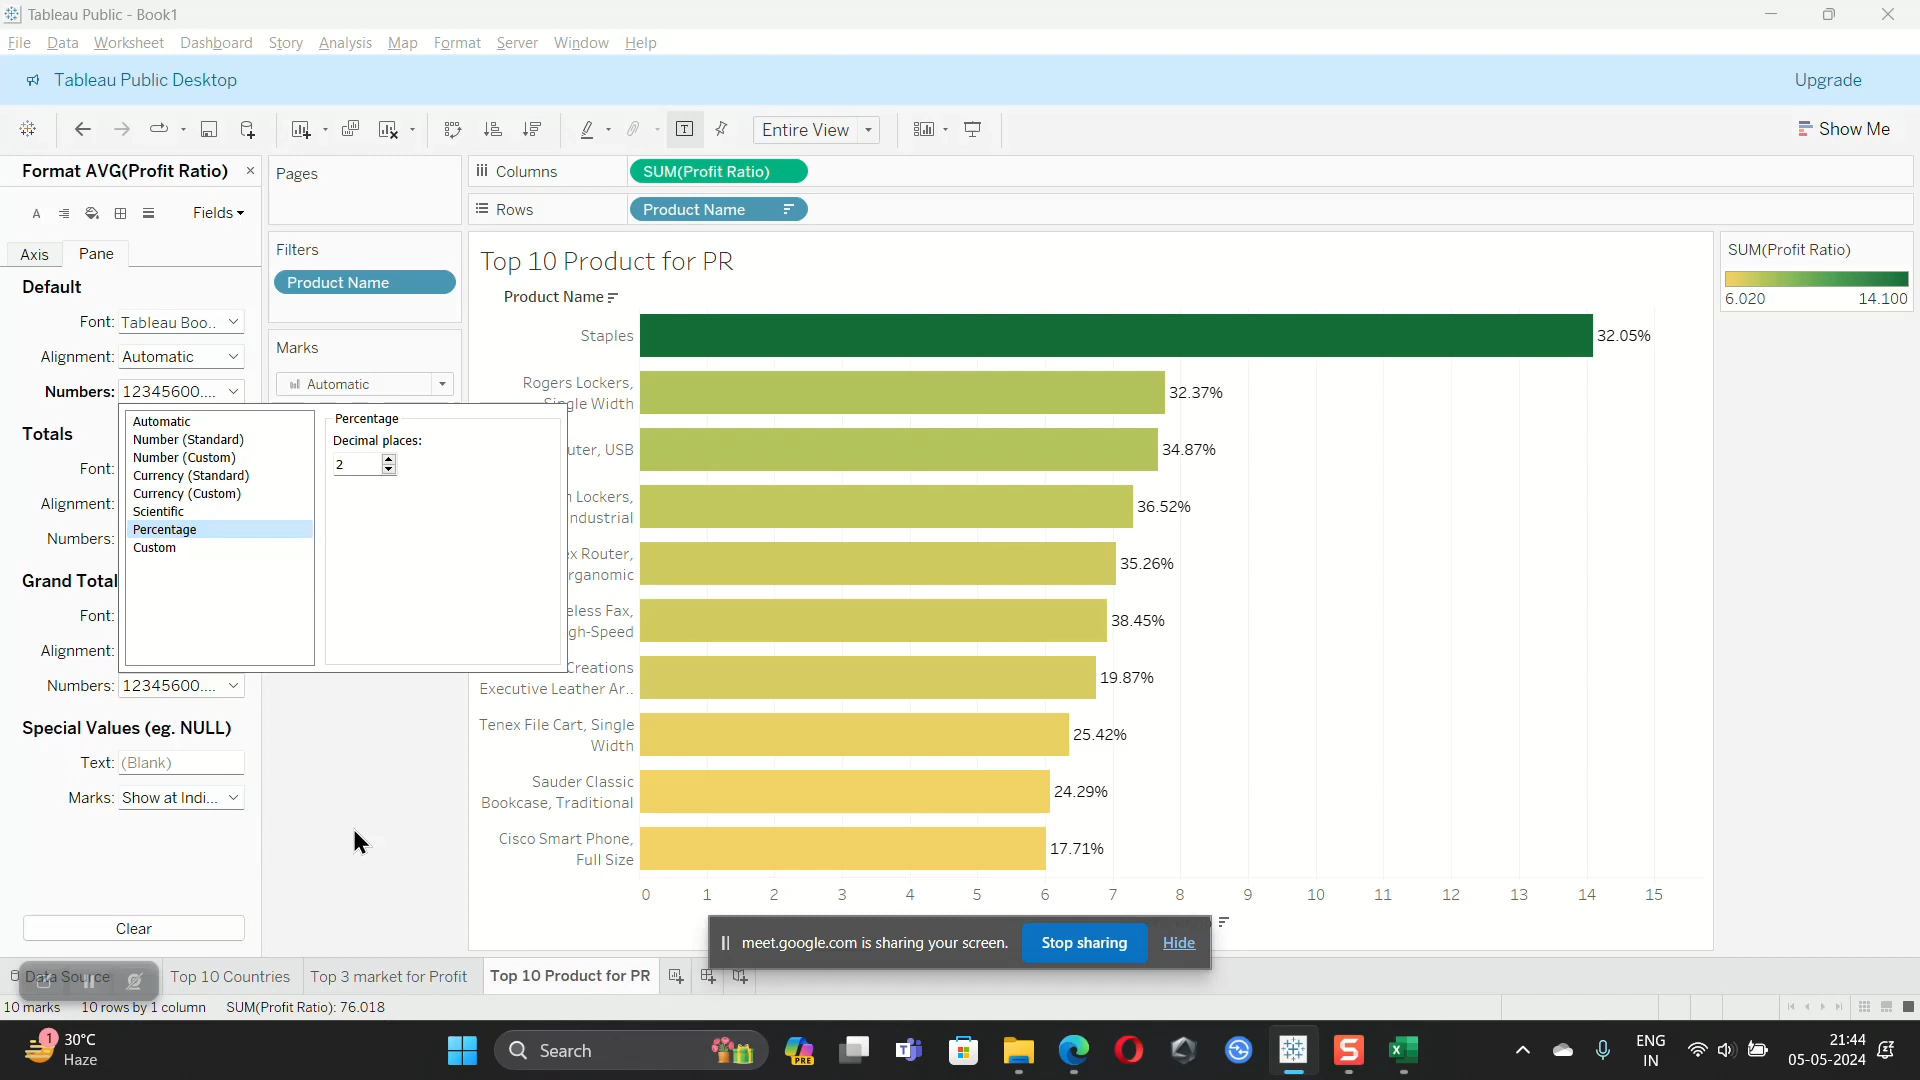 Tableau Public - Book1
File Data Worksheet Dashboard Story Analysis Map Format Server Window Help
Tableau Public Desktop Upgrade
Entire View Show Me
Format AVG(Profit Ratio)
Fields
Axis Pane
Default
Font: Tableau Boo..
Alignment: Automatic
Numbers: 12345600....
Totals
Font:
Alignment:
Numbers:
Grand Total
Font:
Alignment:
Numbers: 12345600....
Special Values (eg. NULL)
Text: (Blank)
Marks: Show at Indi...
Clear
Automatic
Number (Standard)
Number (Custom)
Currency (Standard)
Currency (Custom)
Scientific
Percentage
Custom
Percentage
Decimal places:
2
Pages
Filters
Product Name
Marks
Automatic
Columns SUM(Profit Ratio)
Rows Product Name
Top 10 Product for PR
Product Name
Staples 32.05%
Rogers Lockers,
Single Width 32.37%
uter, USB 34.87%
Lockers,
ndustrial 36.52%
x Router,
rganomic 35.26%
eless Fax,
gh-Speed 38.45%
Creations
Executive Leather Ar.. 19.87%
Tenex File Cart, Single
Width 25.42%
Sauder Classic
Bookcase, Traditional 24.29%
Cisco Smart Phone,
Full Size 17.71%
0 1 2 3 4 5 6 7 8 9 10 11 12 13 14 15
SUM(Profit Ratio)
6.020 14.100
meet.google.com is sharing your screen. Stop sharing Hide
Data Source Top 10 Countries Top 3 market for Profit Top 10 Product for PR
10 marks 10 rows by 1 column SUM(Profit Ratio): 76.018
1
30°C
Haze
Search
PRE
ENG
IN
21:44
05-05-2024